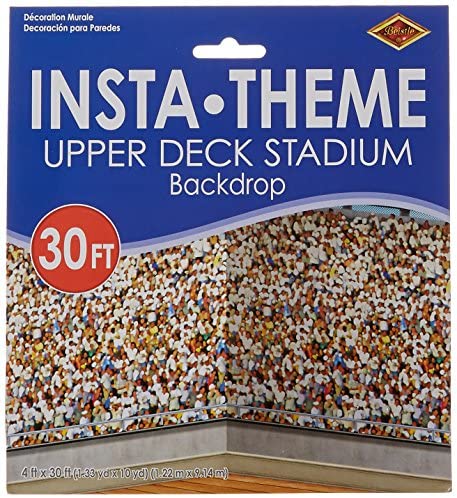 Décoration Murale
Decoración para Paredes
Beistle
INSTA•THEME
UPPER DECK STADIUM
Backdrop
30 FT
4 ft x 30 ft (1.33 yd x 10 yd) (1.22 m x 9.14 m)